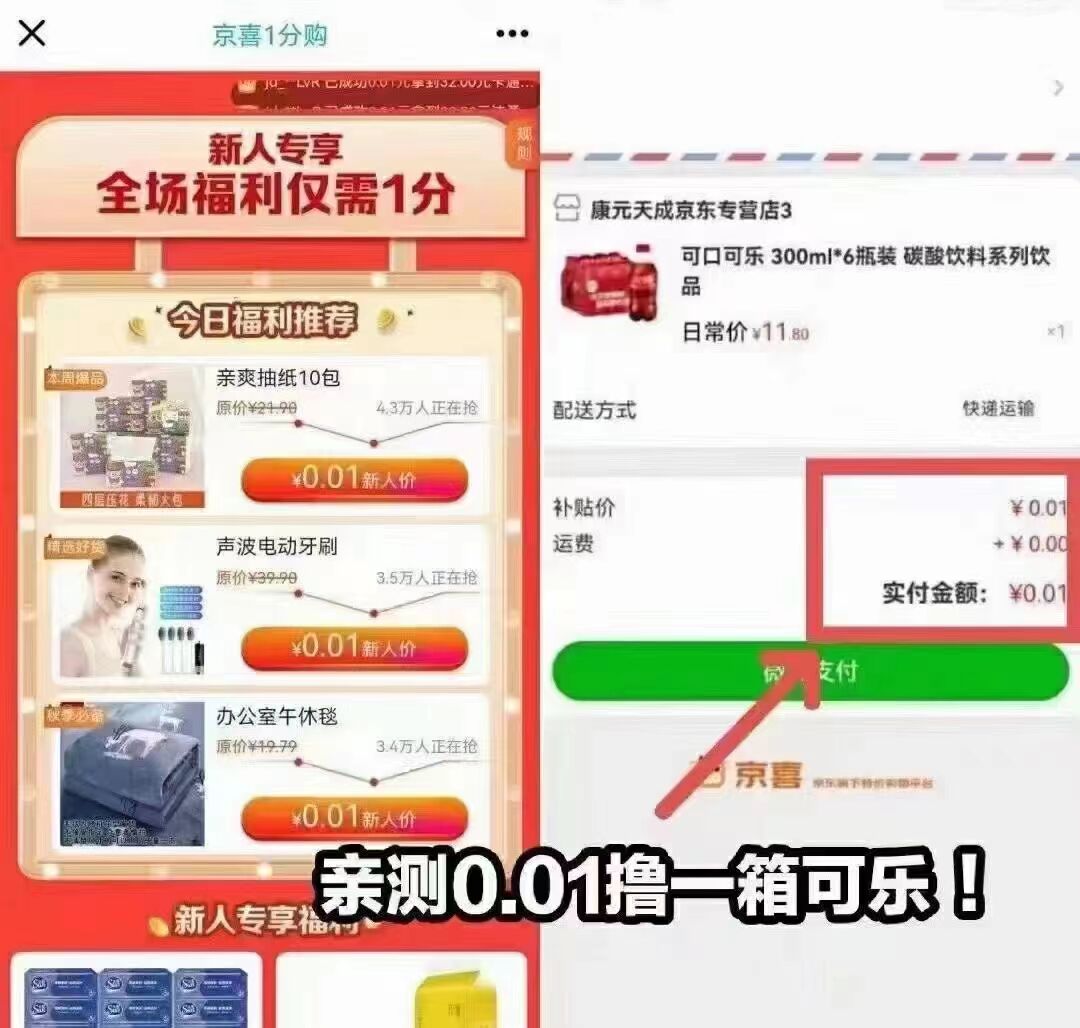 京喜1分购
规则
新人专享
全场福利仅需1分
今日福利推荐
本周爆品
亲爽抽纸10包
原价¥21.90
4.3万人正在抢
¥0.01新人价
四层压花 柔韧大包
精选好货
声波电动牙刷
原价¥39.90
3.5万人正在抢
¥0.01新人价
秋季必备
办公室午休毯
原价¥19.79
3.4万人正在抢
¥0.01新人价
新人专享福利
康元天成京东专营店3
可口可乐 300ml*6瓶装 碳酸饮料系列饮
品
日常价¥11.80
×1
配送方式
快递运输
补贴价
¥0.01
运费
+¥0.00
实付金额:
¥0.01
支付
京喜
京东旗下特价购物平台
亲测0.01撸一箱可乐!